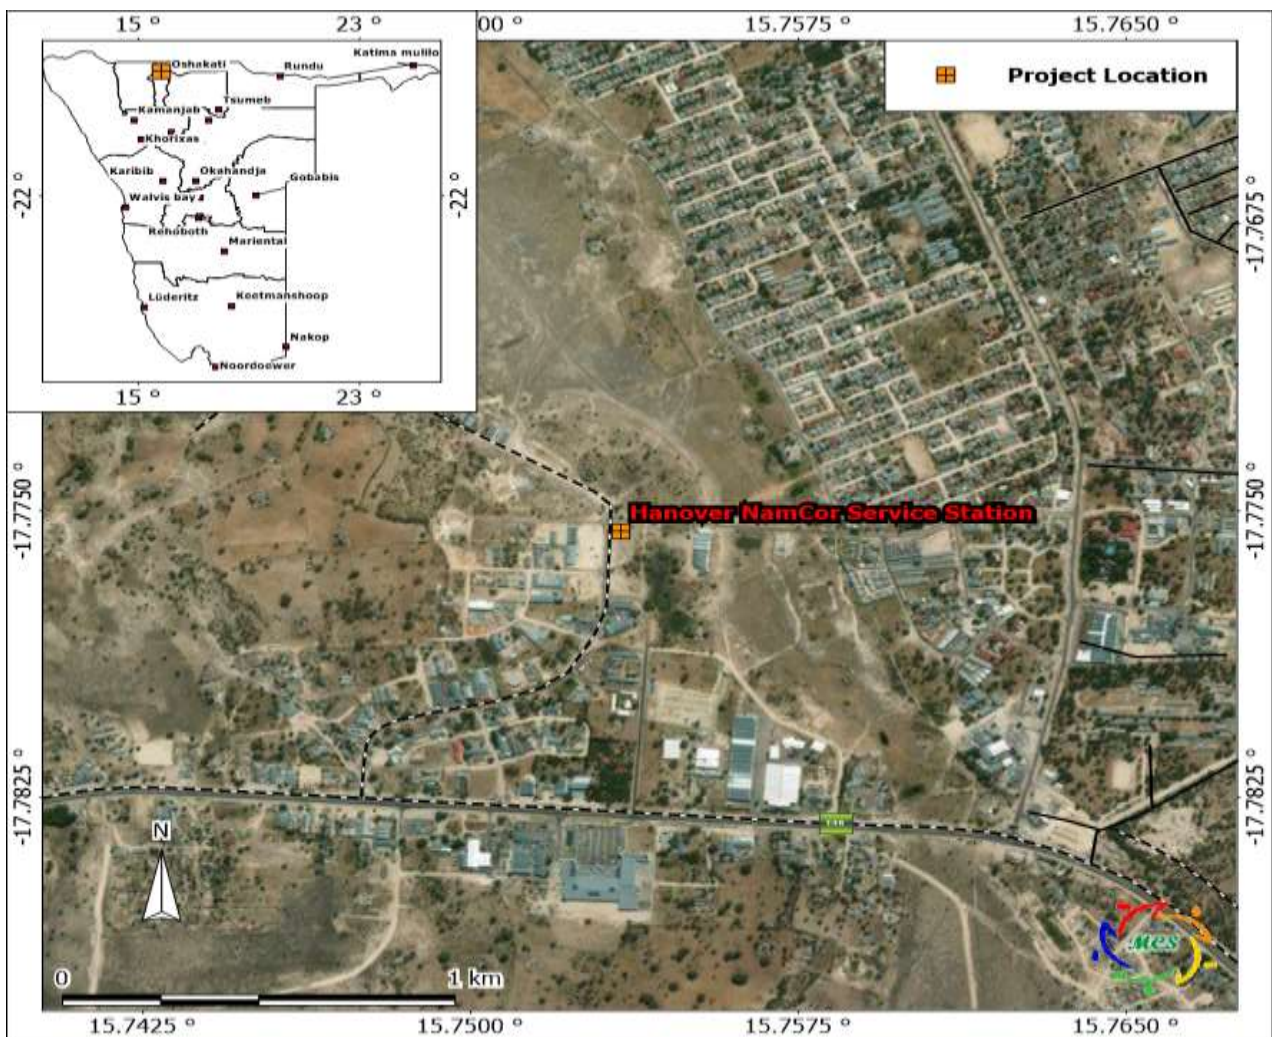 15 °
23 °
00 °
15.7575 °
15.7650 °
Project Location
Katima mulilo
Oshakati
Rundu
Tsumeb
Kamanjab
Khorixas
Karibib
Okahandja
Gobabis
Walvis bay
Rehoboth
Mariental
Lüderitz
Keetmanshoop
Nakop
Noordoewer
-22 °
-22 °
15 °
23 °
-17.7675 °
-17.7750 °
-17.7750 °
Hanover NamCor Service Station
-17.7825 °
-17.7825 °
N
MCS
0
1 km
15.7425 °
15.7500 °
15.7575 °
15.7650 °